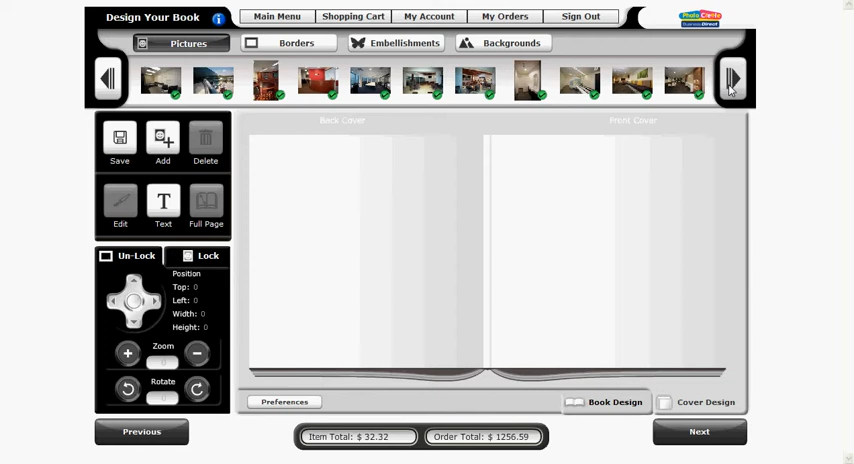 Design Your Book
Main Menu
Shopping Cart
My Account
My Orders
Sign Out
Pictures
Borders
Embellishments
Backgrounds
Back Cover
Front Cover
Save
Add
Delete
Edit
Text
Full Page
Un-Lock
Lock
Position
Top: 0
Left: 0
Width: 0
Height: 0
Zoom
0
Rotate
0
Preferences
Book Design
Cover Design
Previous
Item Total: $ 32.32
Order Total: $ 1256.59
Next